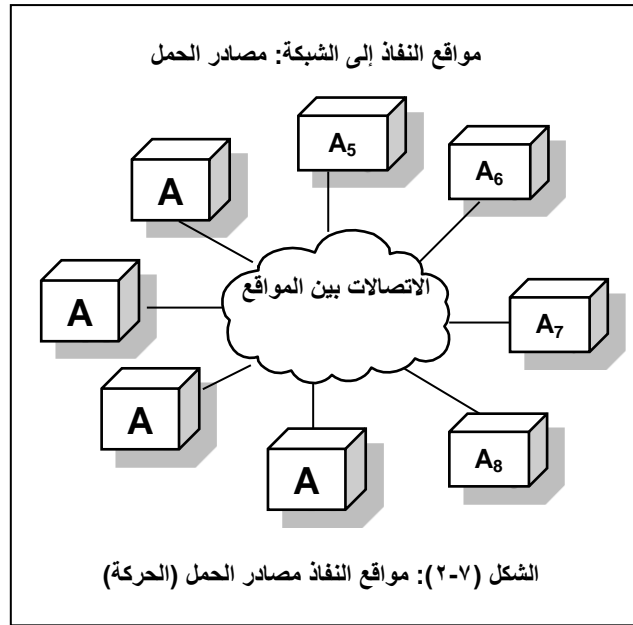 مواقع النفاذ إلى الشبكة: مصادر الحمل
A₅
A
A₆
الاتصالات بين المواقع
A
A₇
A
A₈
A
الشكل (٧-٢): مواقع النفاذ مصادر الحمل (الحركة)